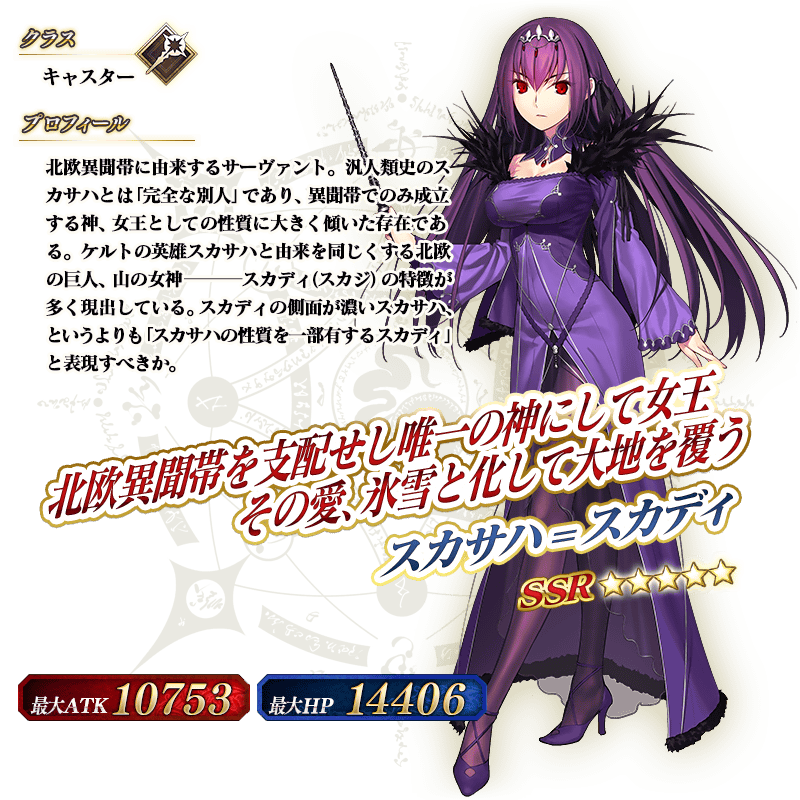 クラス
キャスター
プロフィール
北欧異聞帯に由来するサーヴァント。汎人類史のス
カサハとは「完全な別人」であり、異聞帯でのみ成立
する神、女王としての性質に大きく傾いた存在であ
る。ケルトの英雄スカサハと由来を同じくする北欧
の巨人、山の女神―――スカディ(スカジ)の特徴が
多く現出している。スカディの側面が濃いスカサハ、
というよりも「スカサハの性質を一部有するスカディ」
と表現すべきか。
北欧異聞帯を支配せし唯一の神にして女王
その愛、氷雪と化して大地を覆う
スカサハ=スカディ
SSR ☆☆☆☆☆
最大ATK 10753
最大HP 14406